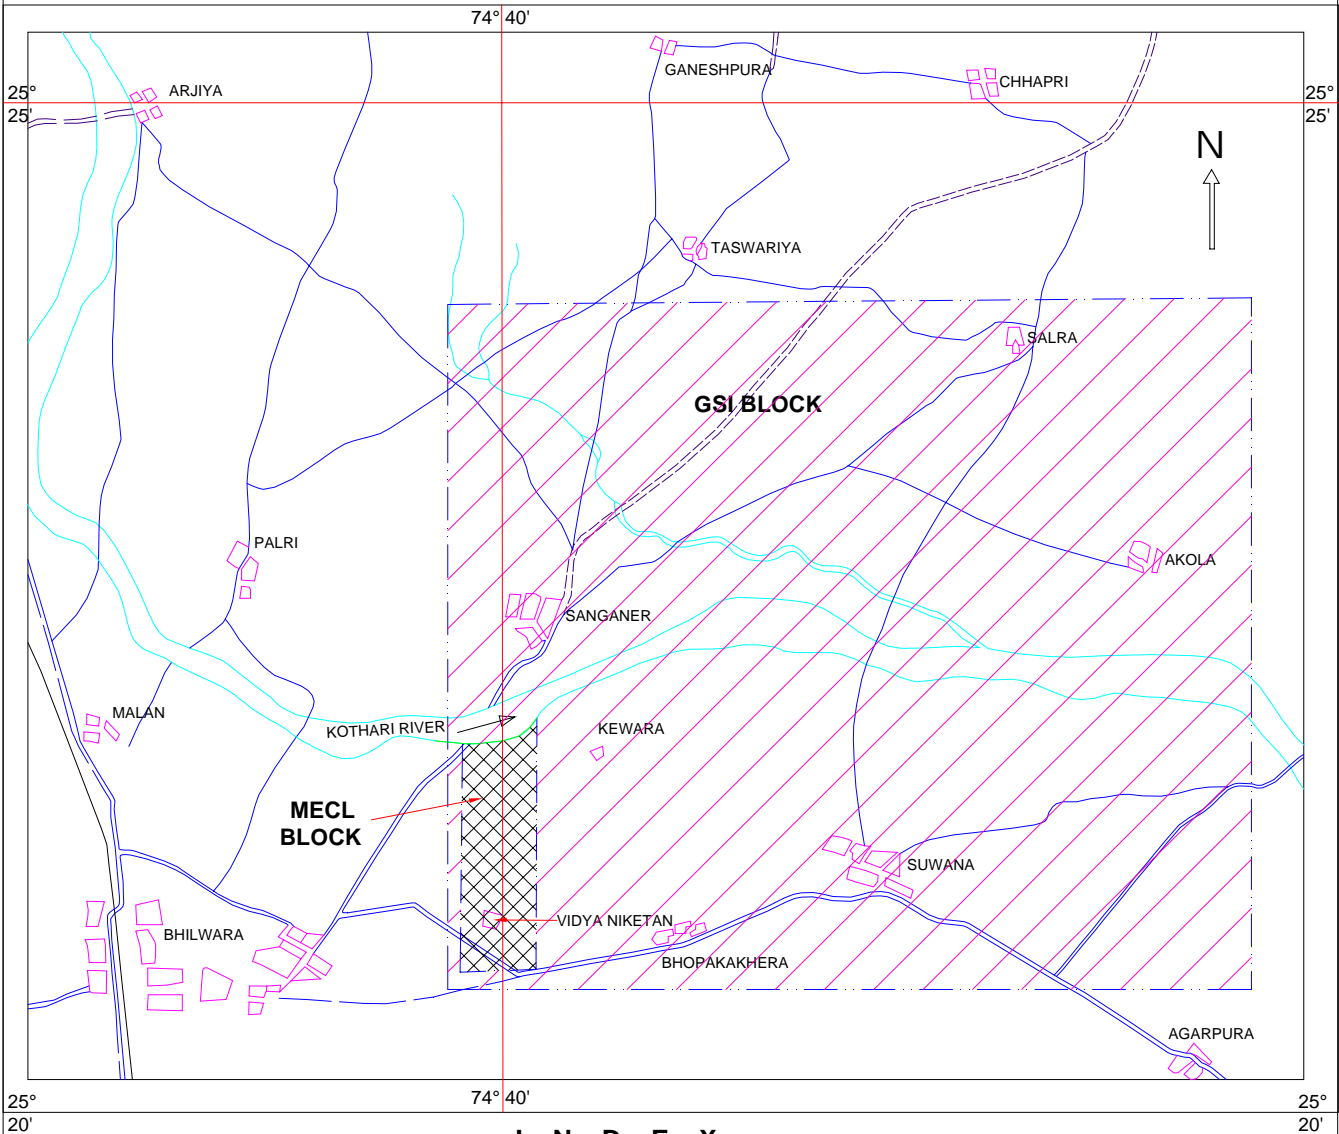 74° 40'
GANESHPURA
CHHAPRI
ARJIYA
25°
25'
25°
25'
N
TASWARIYA
SALRA
GSI BLOCK
PALRI
AKOLA
SANGANER
MALAN
KOTHARI RIVER
KEWARA
MECL
BLOCK
SUWANA
VIDYA NIKETAN
BHILWARA
BHOPAKAKHERA
AGARPURA
74° 40'
25°
20'
25°
20'
I N D E X